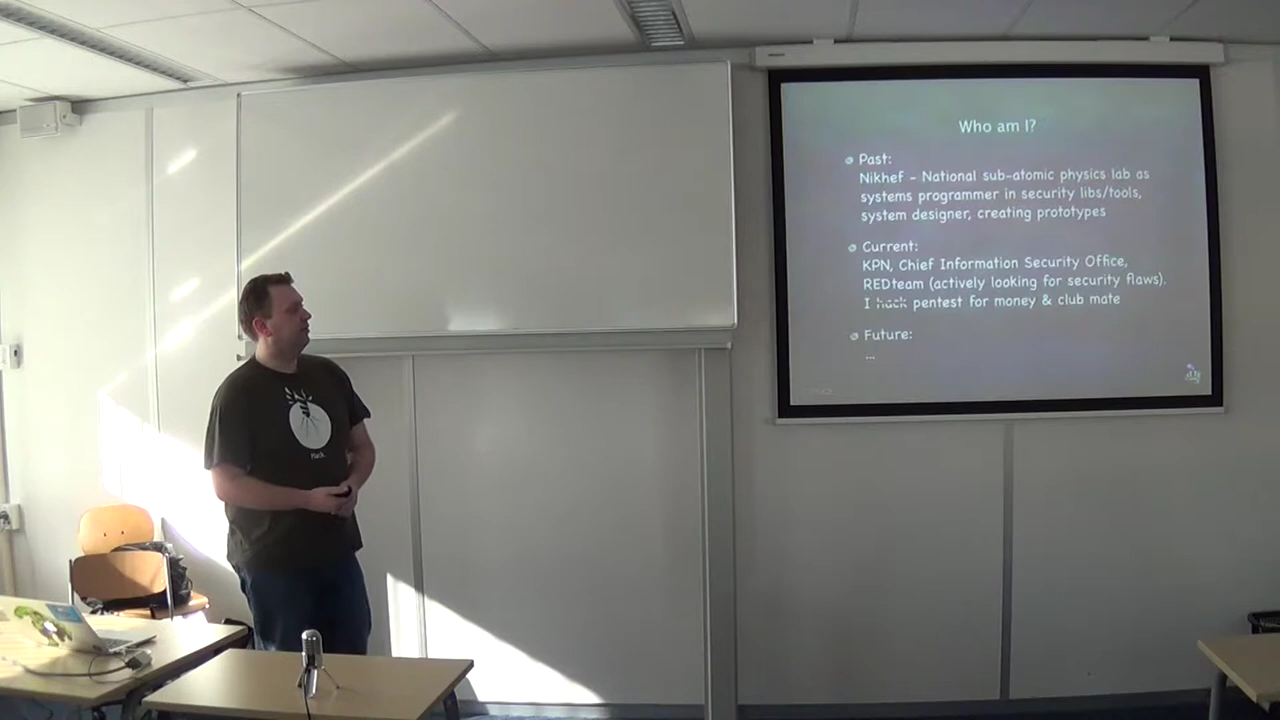 Who am I?
Past:
Nikhef - National sub-atomic physics lab as
systems programmer in security libs/tools,
system designer, creating prototypes
Current:
KPN, Chief Information Security Office,
REDteam (actively looking for security flaws).
I hack pentest for money & club mate
Future:
...
Hack.